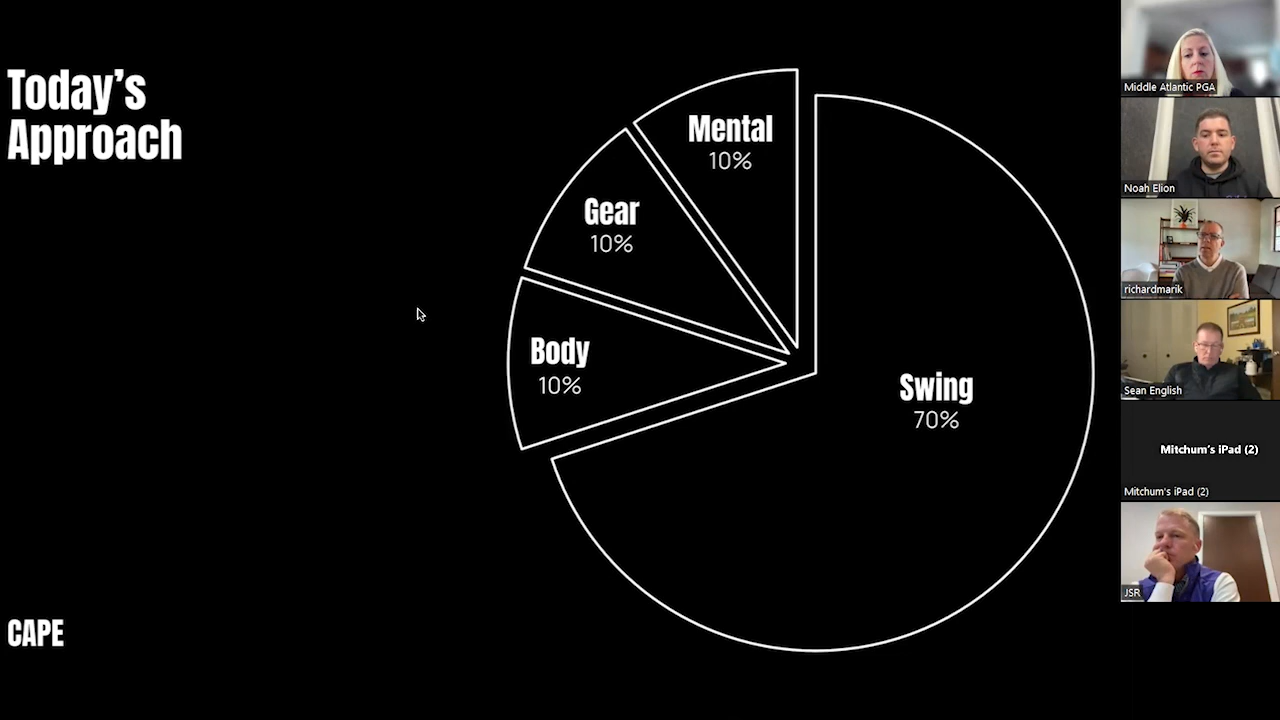 Today’s
Approach
Mental
10%
Gear
10%
Body
10%
Swing
70%
CAPE
Middle Atlantic PGA
Noah Elion
richardmarik
Sean English
Mitchum’s iPad (2)
Mitchum's iPad (2)
JSR